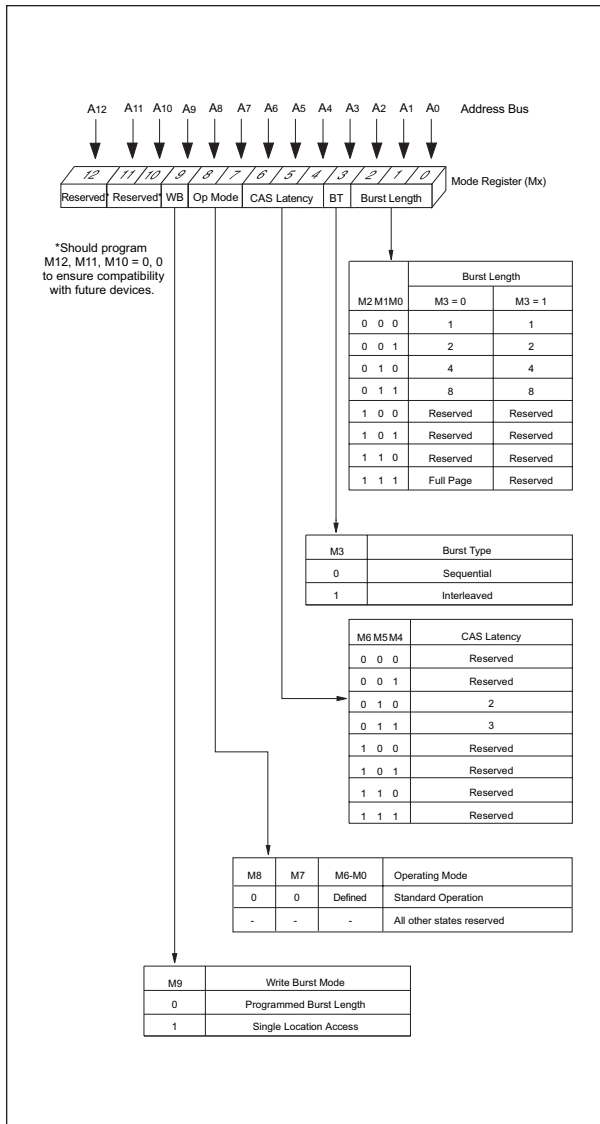 A12 A11 A10 A9 A8 A7 A6 A5 A4 A3 A2 A1 A0 Address Bus
12 11 10 9 8 7 6 5 4 3 2 1 0 Mode Register (Mx)
Reserved* Reserved* WB Op Mode CAS Latency BT Burst Length
*Should program
M12, M11, M10 = 0, 0
to ensure compatibility
with future devices.
Burst Length
M2 M1 M0 M3 = 0 M3 = 1
0 0 0 1 1
0 0 1 2 2
0 1 0 4 4
0 1 1 8 8
1 0 0 Reserved Reserved
1 0 1 Reserved Reserved
1 1 0 Reserved Reserved
1 1 1 Full Page Reserved
M3 Burst Type
0 Sequential
1 Interleaved
M6 M5 M4 CAS Latency
0 0 0 Reserved
0 0 1 Reserved
0 1 0 2
0 1 1 3
1 0 0 Reserved
1 0 1 Reserved
1 1 0 Reserved
1 1 1 Reserved
M8 M7 M6-M0 Operating Mode
0 0 Defined Standard Operation
- - - All other states reserved
M9 Write Burst Mode
0 Programmed Burst Length
1 Single Location Access